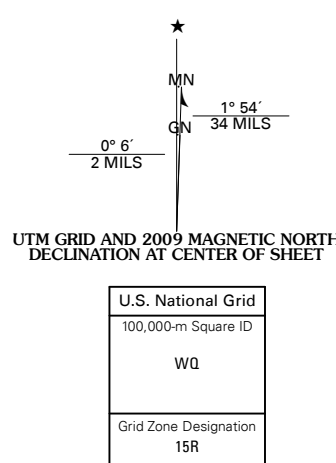 ★
MN
GN
1° 54´
34 MILS
0° 6´
2 MILS
UTM GRID AND 2009 MAGNETIC NORTH
DECLINATION AT CENTER OF SHEET
U.S. National Grid
100,000-m Square ID
WQ
Grid Zone Designation
15R